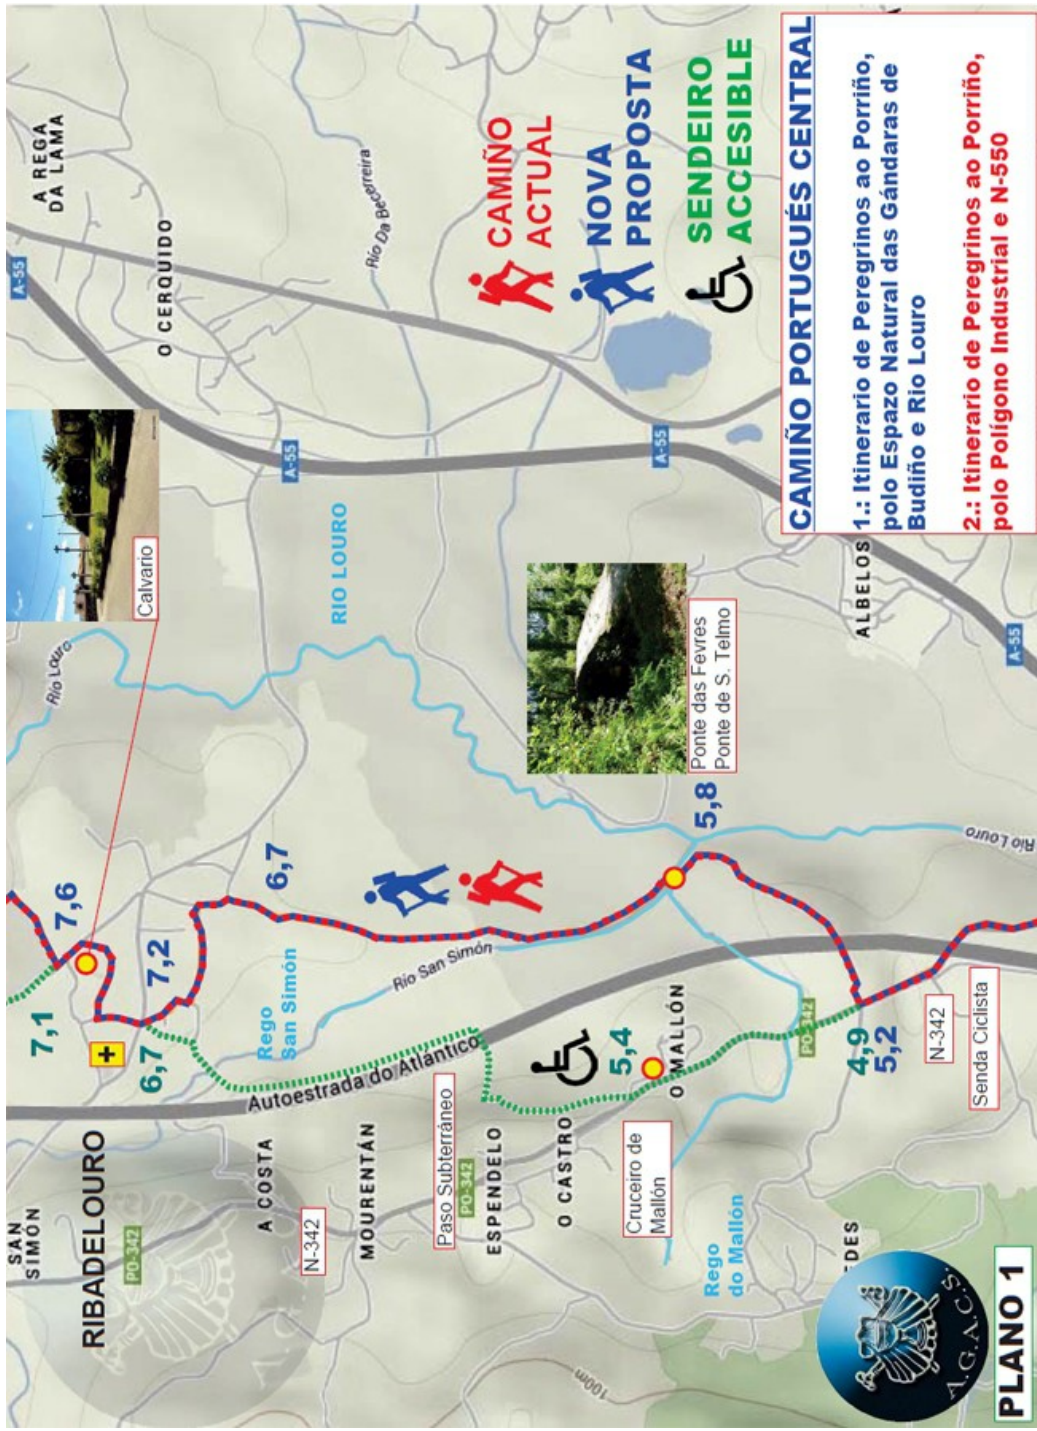 A REGA
DA LAMA
A-55
O CERQUIDO
Río Da Becerreira
CAMIÑO
ACTUAL
NOVA
PROPOSTA
SENDEIRO
ACCESIBLE
A-55
A-55
A-55
CAMIÑO PORTUGUÉS CENTRAL
1.: Itinerario de Peregrinos ao Porriño,
polo Espazo Natural das Gándaras de
Budiño e Rio Louro
2.: Itinerario de Peregrinos ao Porriño,
polo Polígono Industrial e N-550
Calvario
Río Louro
RIO LOURO
Ponte das Fevres
Ponte de S. Telmo
ALBELOS
7,6
7,1
7,2
6,7
6,7
5,8
Río Louro
Rego
San Simón
Río San Simón
Autoestrada do Atlántico
5,4
O MALLÓN
PO-342
4,9
5,2
N-342
Senda Ciclista
SAN
SIMÓN
RIBADELOURO
PO-342
A COSTA
N-342
MOURENTÁN
Paso Subterráneo
PO-342
ESPENDELO
O CASTRO
Cruceiro de
Mallón
Rego
do Mallón
EDES
100m
A.G.A.C.S.
PLANO 1